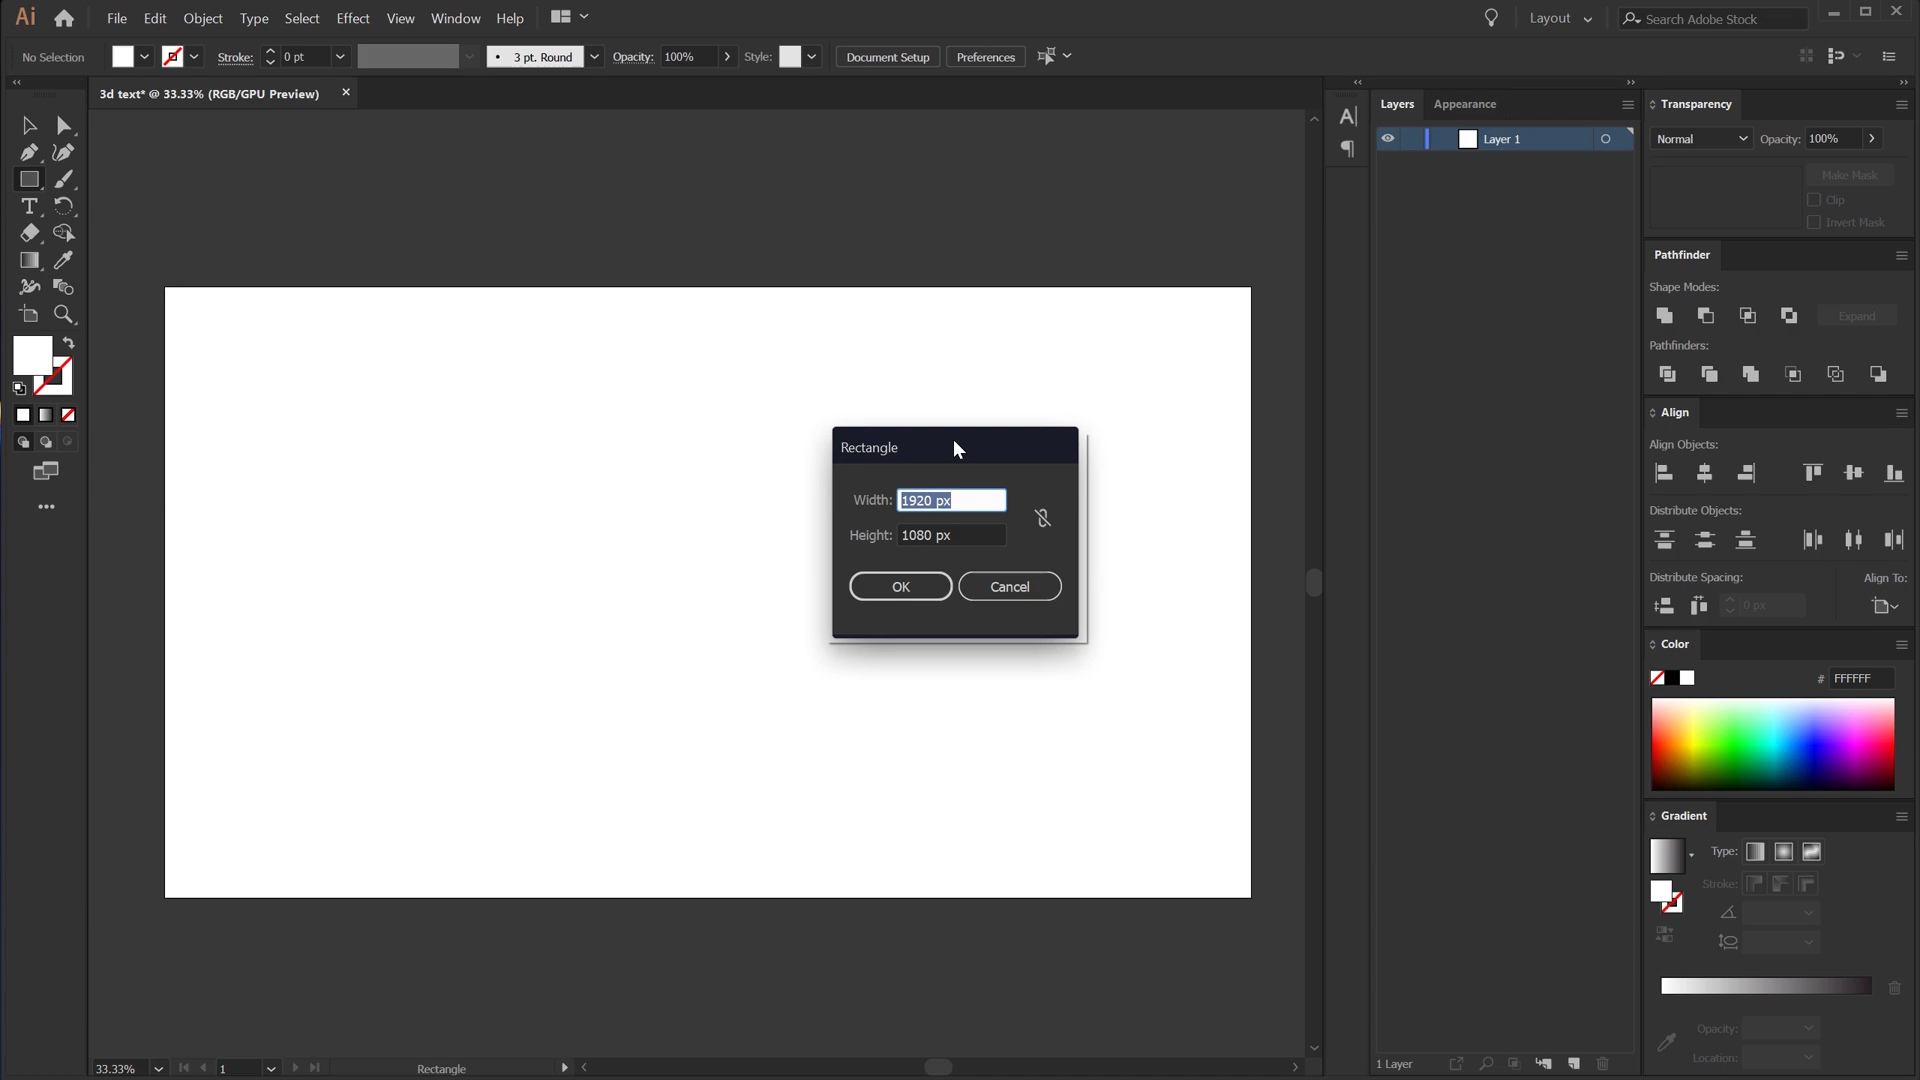 Ai File Edit Object Type Select Effect View Window Help Layout Search Adobe Stock
No Selection Stroke: 0 pt 3 pt. Round Opacity: 100% Style: Document Setup Preferences
3d text* @ 33.33% (RGB/GPU Preview)
Layers Appearance
Layer 1
Transparency
Normal Opacity: 100%
Make Mask
Clip
Invert Mask
Pathfinder
Shape Modes:
Expand
Pathfinders:
Align
Align Objects:
Distribute Objects:
Distribute Spacing: Align To:
0 px
Color
# FFFFFF
Gradient
Type:
Stroke:
Opacity:
Location:
Rectangle
Width: 1920 px
Height: 1080 px
OK Cancel
T
A
33.33% 1 Rectangle
1 Layer